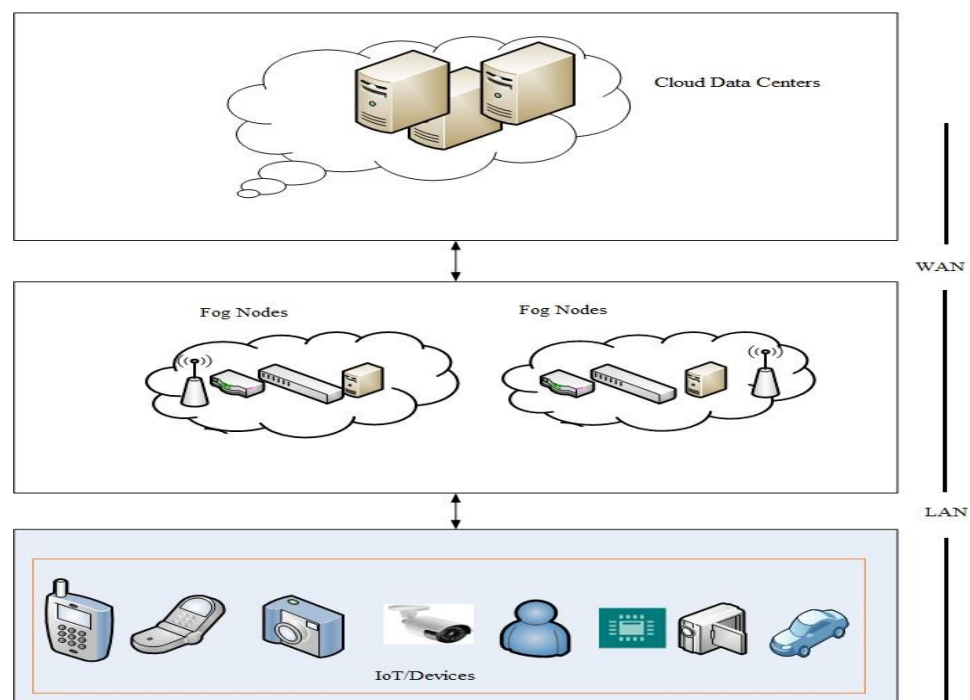 Cloud Data Centers
WAN
Fog Nodes
Fog Nodes
LAN
IoT/Devices